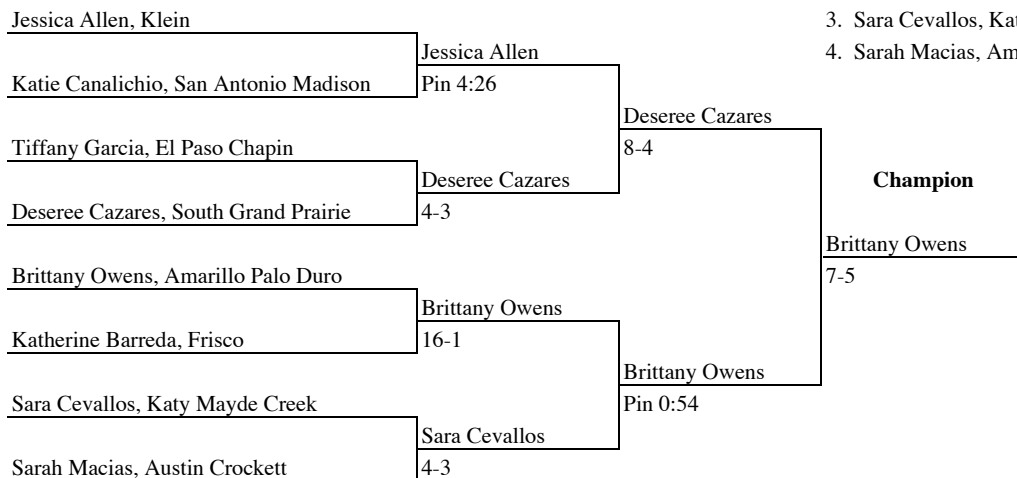 Jessica Allen, Klein
3. Sara Cevallos,
Jessica Allen
4. Sarah Macias,
Katie Canalichio, San Antonio Madison
Pin 4:26
Deseree Cazares
Tiffany Garcia, El Paso Chapin
8-4
Deseree Cazares
Champion
Deseree Cazares, South Grand Prairie
4-3
Brittany Owens
Brittany Owens, Amarillo Palo Duro
7-5
Brittany Owens
Katherine Barreda, Frisco
16-1
Brittany Owens
Sara Cevallos, Katy Mayde Creek
Pin 0:54
Sara Cevallos
Sarah Macias, Austin Crockett
4-3